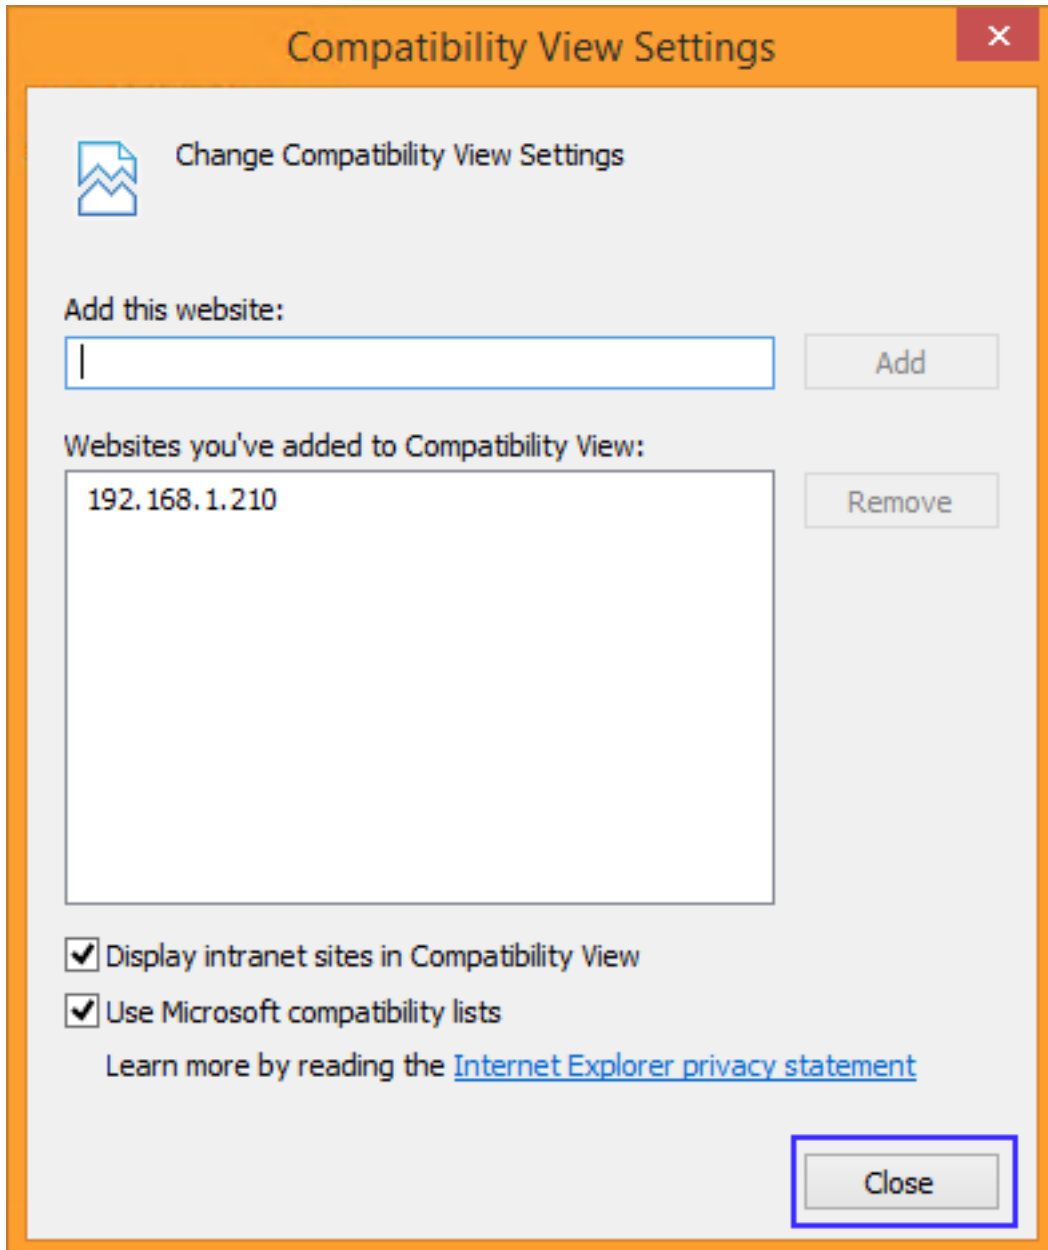 Compatibility View Settings
Change Compatibility View Settings
Add this website:
Add
Websites you've added to Compatibility View:
192.168.1.210
Remove
Display intranet sites in Compatibility View
Use Microsoft compatibility lists
Learn more by reading the Internet Explorer privacy statement
Close